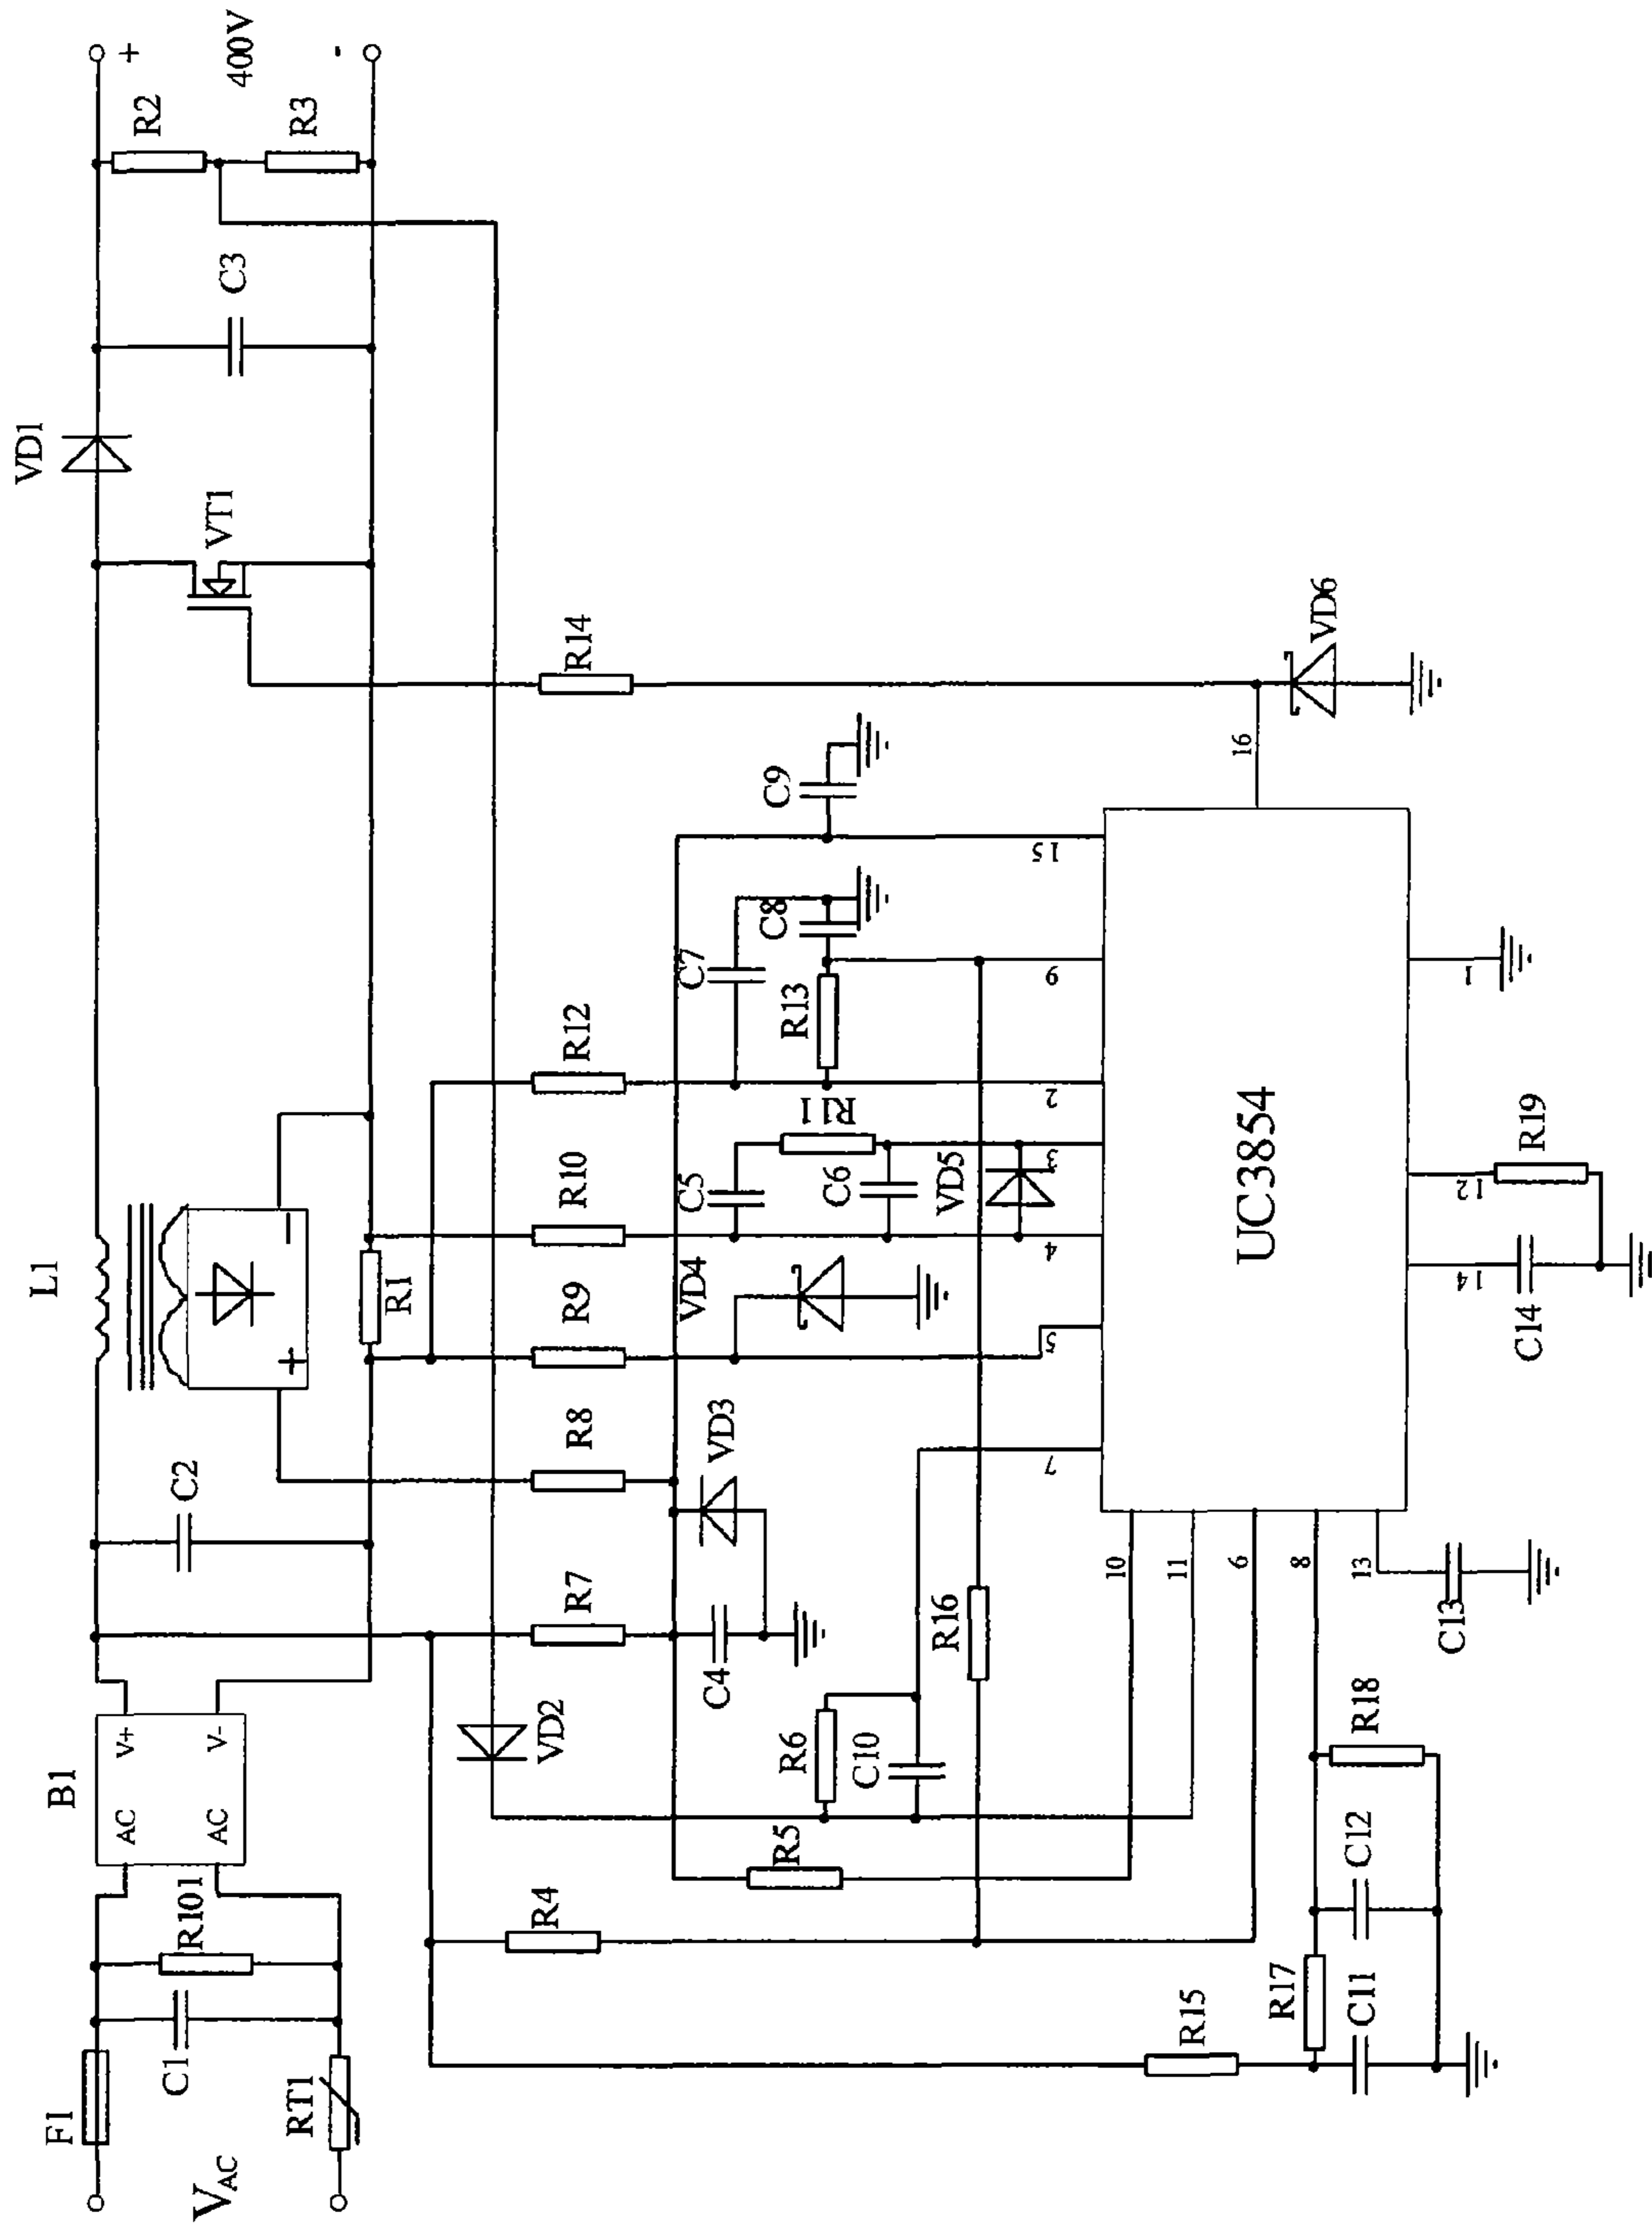 F1
V_AC
RT1
C1
R101
B1
AC
AC
V+
V-
C2
L1
+
-
R1
VT1
VD1
C3
R2
R3
+
400V
-
R4
R7
R8
R9
R10
R12
R14
VD2
C4
VD3
VD4
C5
R11
C6
VD5
C7
R13
C8
C9
R5
R6
C10
R16
10
11
6
8
13
7
5
4
3
2
9
15
16
VD6
UC3854
14
12
1
C14
R19
C13
R15
R17
C11
C12
R18